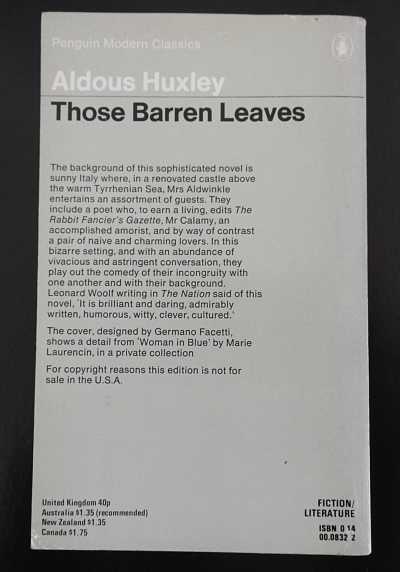 Penguin Modern Classics
Aldous Huxley
Those Barren Leaves
The background of this sophisticated novel is
sunny Italy where, in a renovated castle above
the warm Tyrrhenian Sea, Mrs Aldwinkle
entertains an assortment of guests. They
include a poet who, to earn a living, edits The
Rabbit Fancier's Gazette, Mr Calamy, an
accomplished amorist, and by way of contrast
a pair of naive and charming lovers. In this
bizarre setting, and with an abundance of
vivacious and astringent conversation, they
play out the comedy of their incongruity with
one another and with their background.
Leonard Woolf writing in The Nation said of this
novel, 'It is brilliant and daring, admirably
written, humorous, witty, clever, cultured.'
The cover, designed by Germano Facetti,
shows a detail from 'Woman in Blue' by Marie
Laurencin, in a private collection
For copyright reasons this edition is not for
sale in the U.S.A.
United Kingdom 40p
Australia $1.35 (recommended)
New Zealand $1.35
Canada $1.75
FICTION/
LITERATURE
ISBN 0 14
00.0832 2